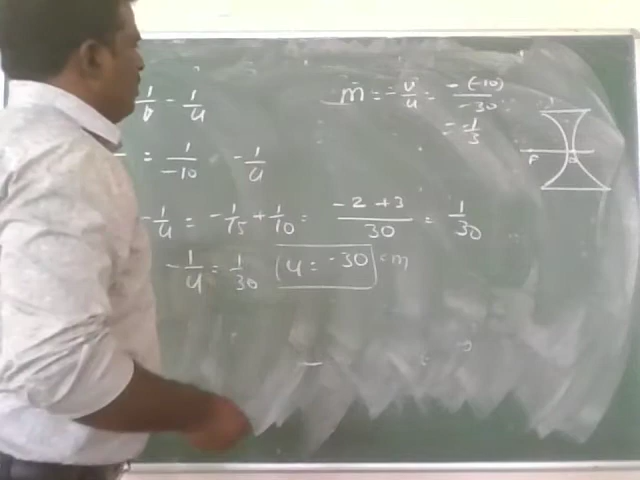 1/v - 1/u
m = -v/u = -(-10)/-30
= -1/3
= 1/-10 - 1/u
F
-1/u = -1/15 + 1/10 = -2+3/30 = 1/30
-1/u = 1/30 u = -30 cm